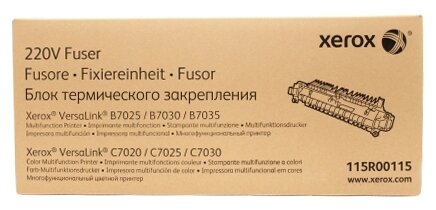 xerox
220V Fuser
Fusore • Fixiereinheit • Fusor
Блок термического закрепления
Xerox® VersaLink® B7025 / B7030 / B7035
Multifunction Printer • Imprimante multifonction • Stampante multifunzione • Multifunktionsdrucker
Impresora multifunción • Impressora multifuncional • Многофункциональный принтер
Xerox® VersaLink® C7020 / C7025 / C7030
Color Multifunction Printer • Imprimante multifonctions couleurs • Stampante multifunzione a colori
Farb-Multifunktionsdrucker • Impresora multifunción en color • Impressora multifuncional em cores
Многофункциональный цветной принтер
115R00115
www.xerox.com